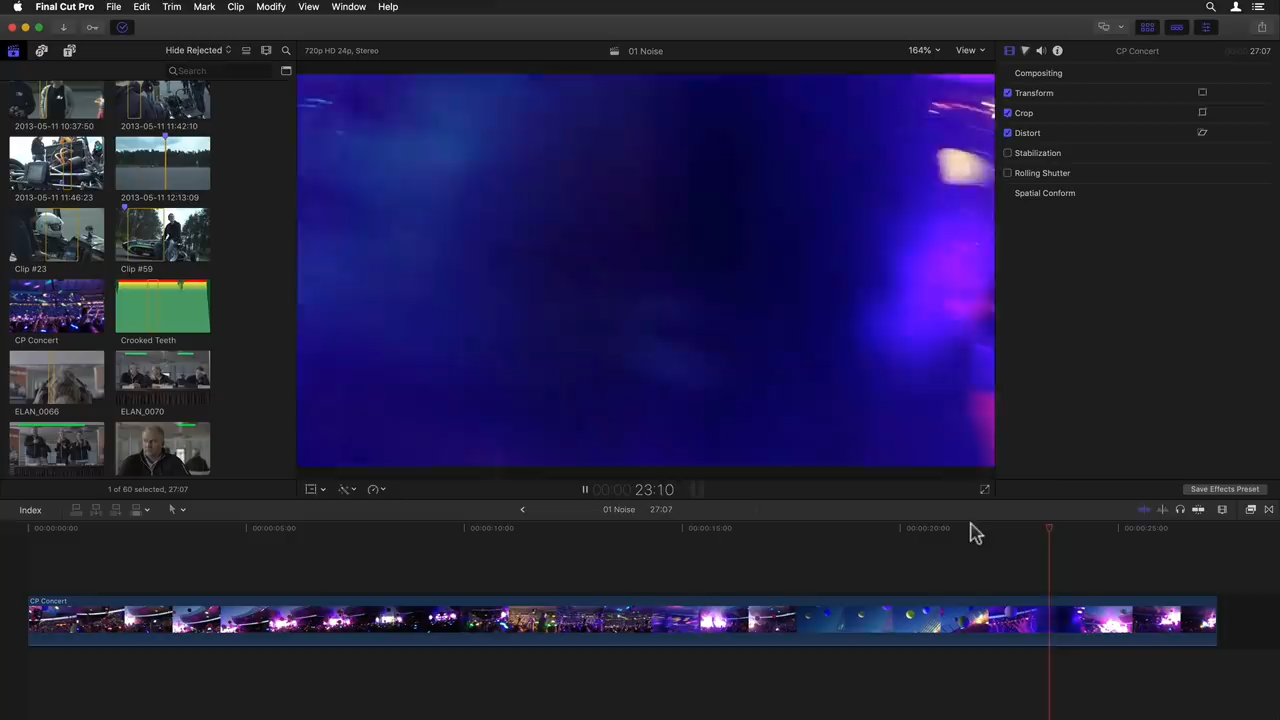 Final Cut Pro File Edit Trim Mark Clip Modify View Window Help
Hide Rejected
720p HD 24p, Stereo
01 Noise
164%
View
CP Concert
27:07
Search
Compositing
Transform
Crop
Distort
Stabilization
Rolling Shutter
Spatial Conform
2013-05-11 10:37:50
2013-05-11 11:42:10
2013-05-11 11:46:23
2013-05-11 12:13:09
Clip #23
Clip #59
CP Concert
Crooked Teeth
ELAN_0066
ELAN_0070
1 of 60 selected, 27:07
00:00:23:10
Save Effects Preset
Index
01 Noise
27:07
00:00:00:00
00:00:05:00
00:00:10:00
00:00:15:00
00:00:20:00
00:00:25:00
CP Concert